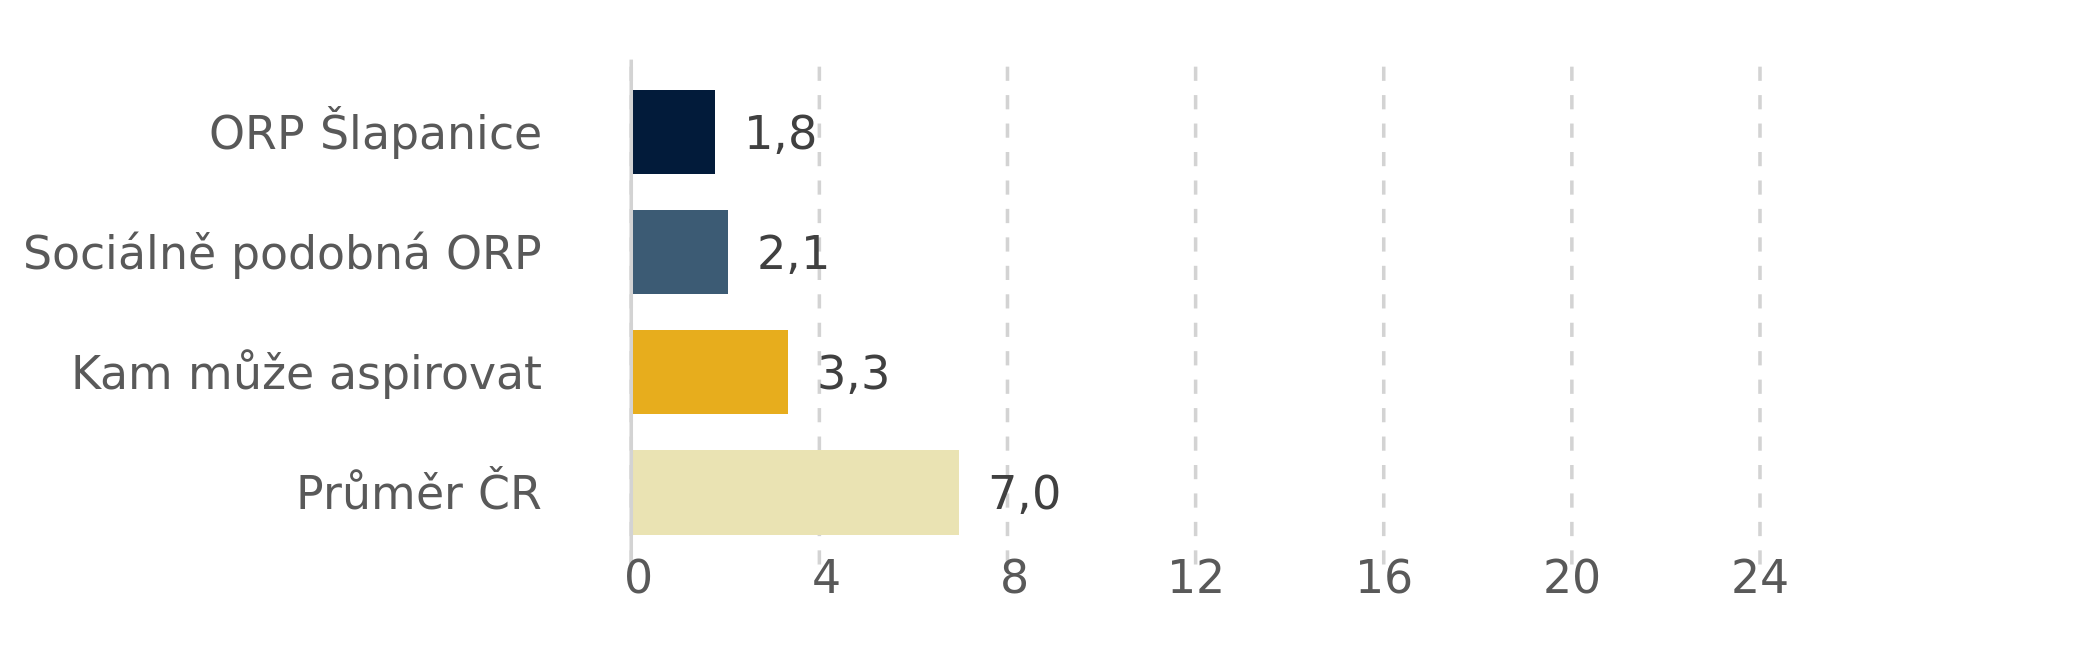 ORP Šlapanice 1,8
Sociálně podobná ORP 2,1
Kam může aspirovat 3,3
Průměr ČR 7,0
0 4 8 12 16 20 24